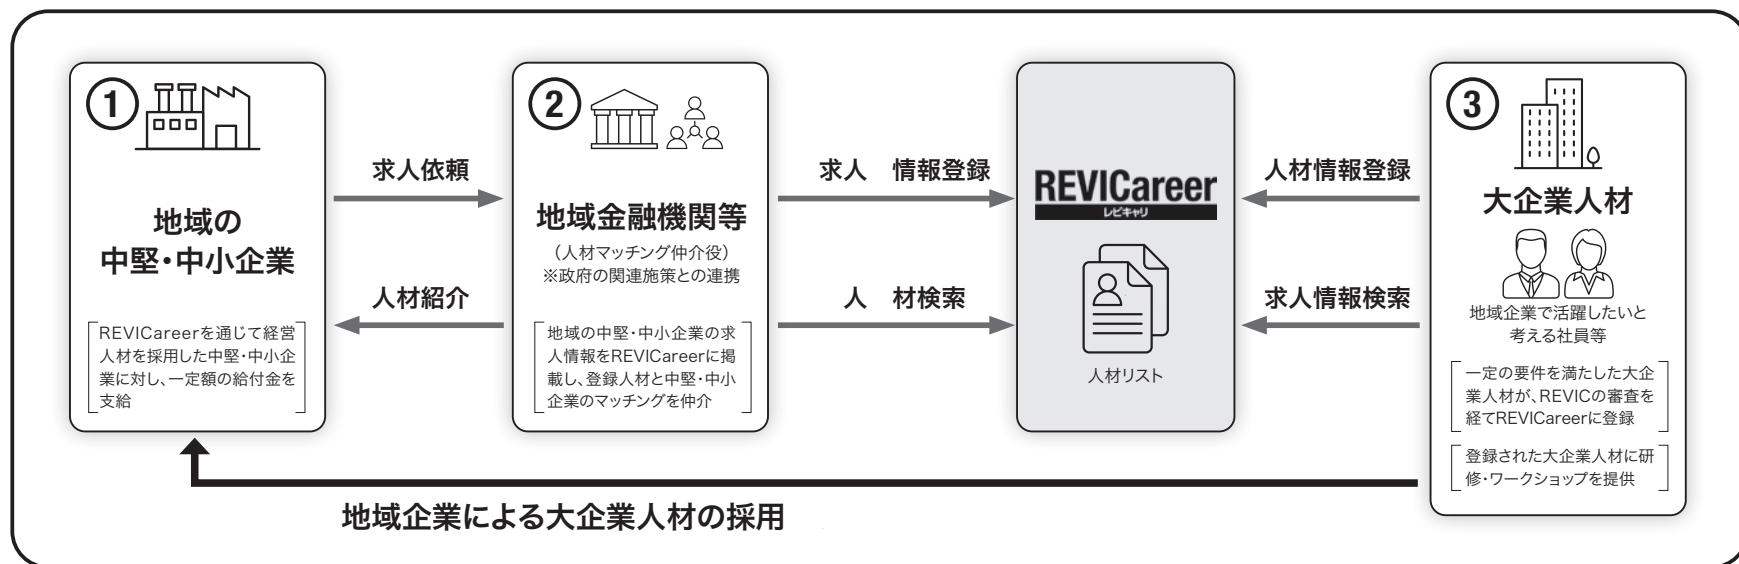 ①
地域の
中堅・中小企業
REVICareerを通じて経営
人材を採用した中堅・中小企
業に対し、一定額の給付金を
支給
求人依頼
人材紹介
②
地域金融機関等
（人材マッチング仲介役）
※政府の関連施策との連携
地域の中堅・中小企業の求
人情報をREVICareerに掲
載し、登録人材と中堅・中小
企業のマッチングを仲介
求人　情報登録
人　材検索
REVICareer
レビキャリ
人材リスト
人材情報登録
求人情報検索
③
大企業人材
地域企業で活躍したいと
考える社員等
一定の要件を満たした大企
業人材が、REVICの審査を
経てREVICareerに登録
登録された大企業人材に研
修・ワークショップを提供
地域企業による大企業人材の採用